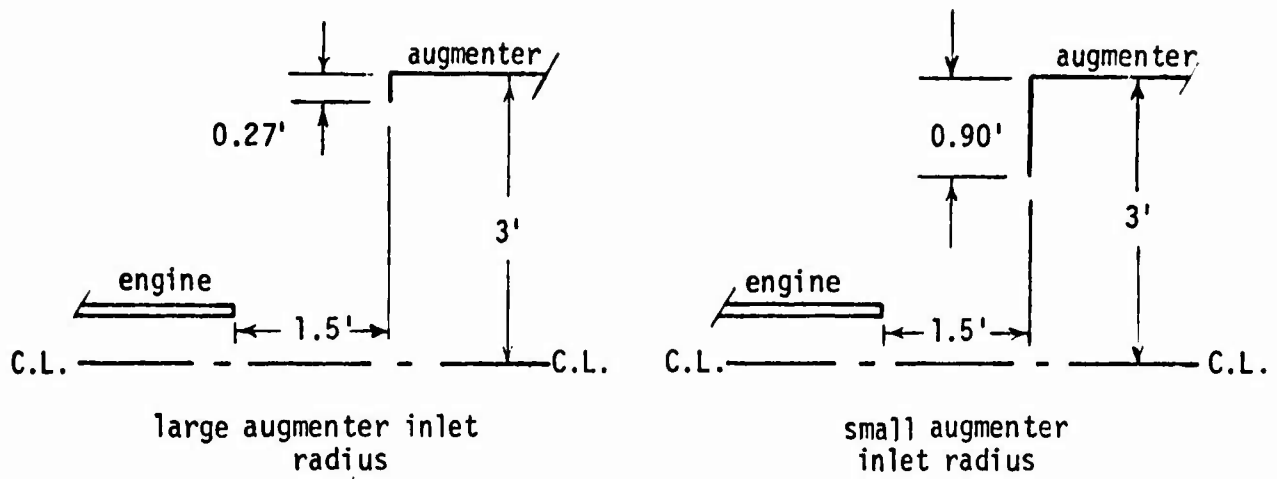 augmenter
0.27'
3'
engine
1.5'
C.L.
C.L.
large augmenter inlet
radius
augmenter
0.90'
3'
engine
1.5'
C.L.
C.L.
small augmenter
inlet radius